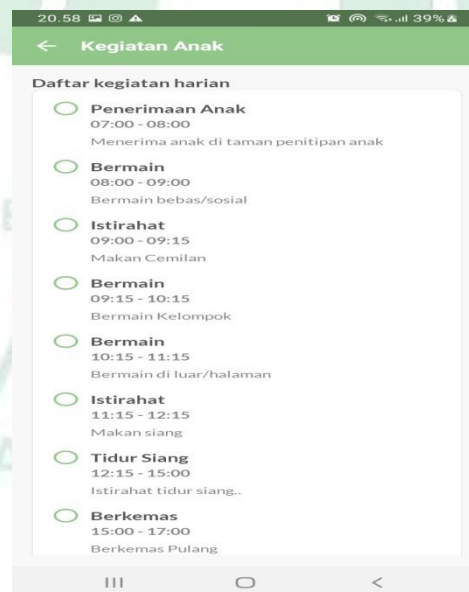 20.58 39%
Kegiatan Anak
Daftar kegiatan harian
Penerimaan Anak
07:00 - 08:00
Menerima anak di taman penitipan anak
Bermain
08:00 - 09:00
Bermain bebas/sosial
Istirahat
09:00 - 09:15
Makan Cemilan
Bermain
09:15 - 10:15
Bermain Kelompok
Bermain
10:15 - 11:15
Bermain di luar/halaman
Istirahat
11:15 - 12:15
Makan siang
Tidur Siang
12:15 - 15:00
Istirahat tidur siang..
Berkemas
15:00 - 17:00
Berkemas Pulang